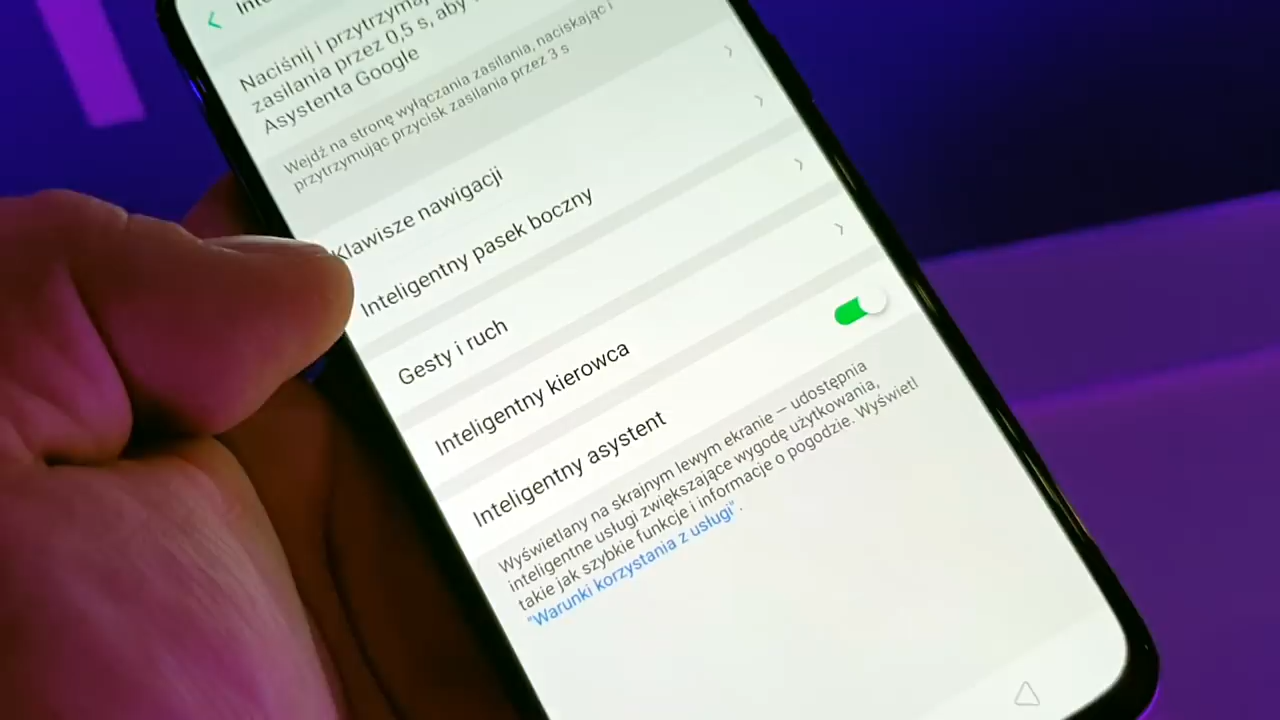 Naciśnij i przytrzymaj
zasilania przez 0,5 s, aby
Asystenta Google
Wejdź na stronę wyłączania zasilania, naciskając i
przytrzymując przycisk zasilania przez 3 s
Klawisze nawigacji
Inteligentny pasek boczny
Gesty i ruch
Inteligentny kierowca
Inteligentny asystent
Wyświetlany na skrajnym lewym ekranie – udostępnia
inteligentne usługi zwiększające wygodę użytkowania,
takie jak szybkie funkcje i informacje o pogodzie. Wyświetl
"Warunki korzystania z usługi".